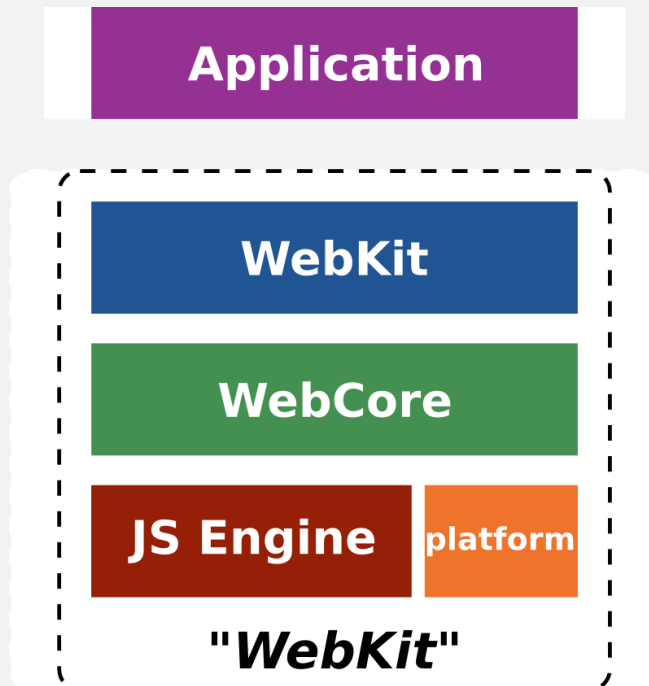 Application
WebKit
WebCore
JS Engine platform
"WebKit"